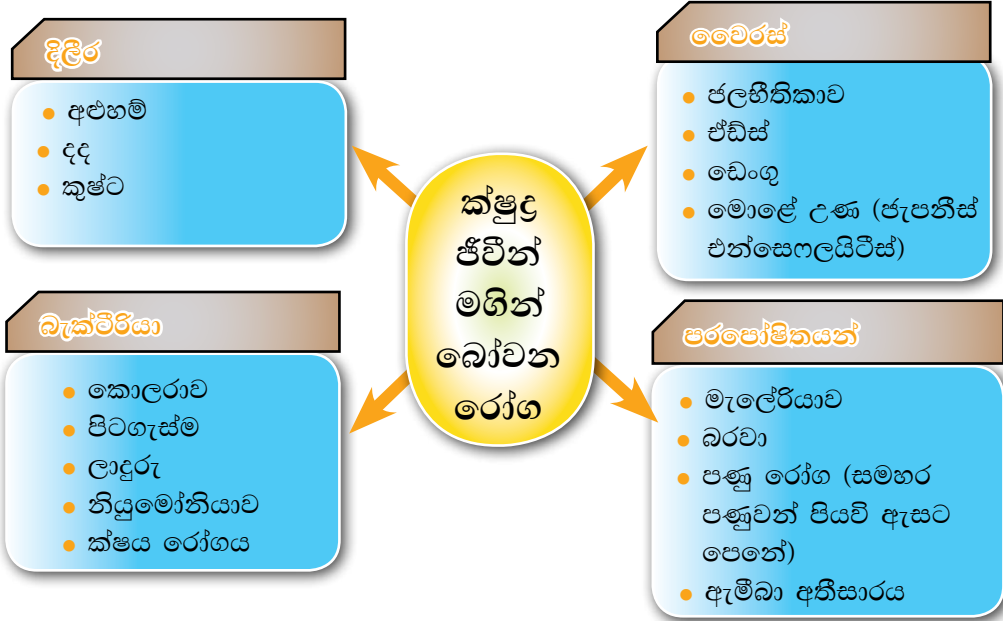 දිලීර
• අළුහම්
• දද
• කුෂ්ට
වෛරස්
• ජලභීතිකාව
• ඒඩ්ස්
• ඩෙංගු
• මොළේ උණ (ජැපනීස්
එන්සෙෆලයිටීස්)
ක්ෂුද්‍ර
ජීවීන්
මගින්
බෝවන
රෝග
බැක්ටීරියා
• කොලරාව
• පිටගැස්ම
• ලාදුරු
• නියුමෝනියාව
• ක්ෂය රෝගය
පරපෝෂිතයන්
• මැලේරියාව
• බරවා
• පණු රෝග (සමහර
පණුවන් පියවි ඇසට
පෙනේ)
• ඇමීබා අතීසාරය